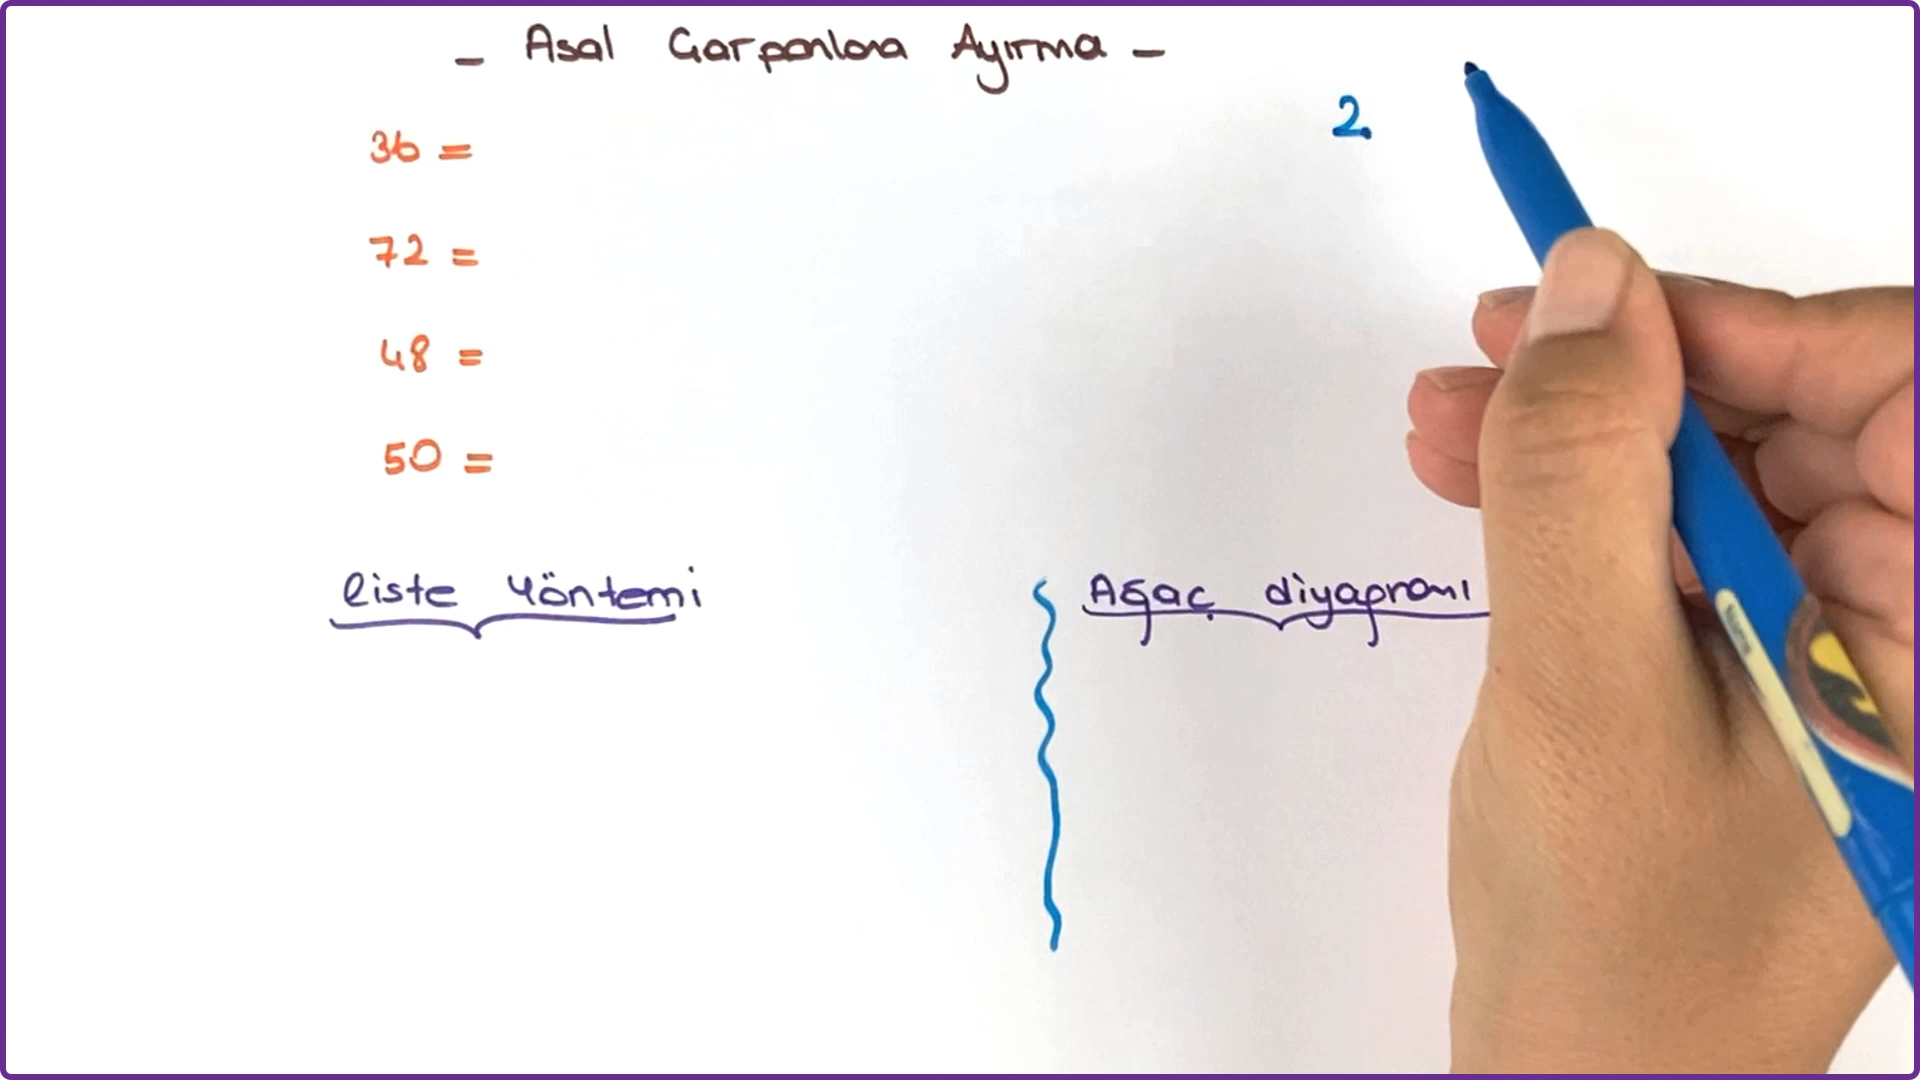 - Asal Çarpanlara Ayırma -
2
36 =
72 =
48 =
50 =
Liste Yöntemi
Ağaç diyagramı